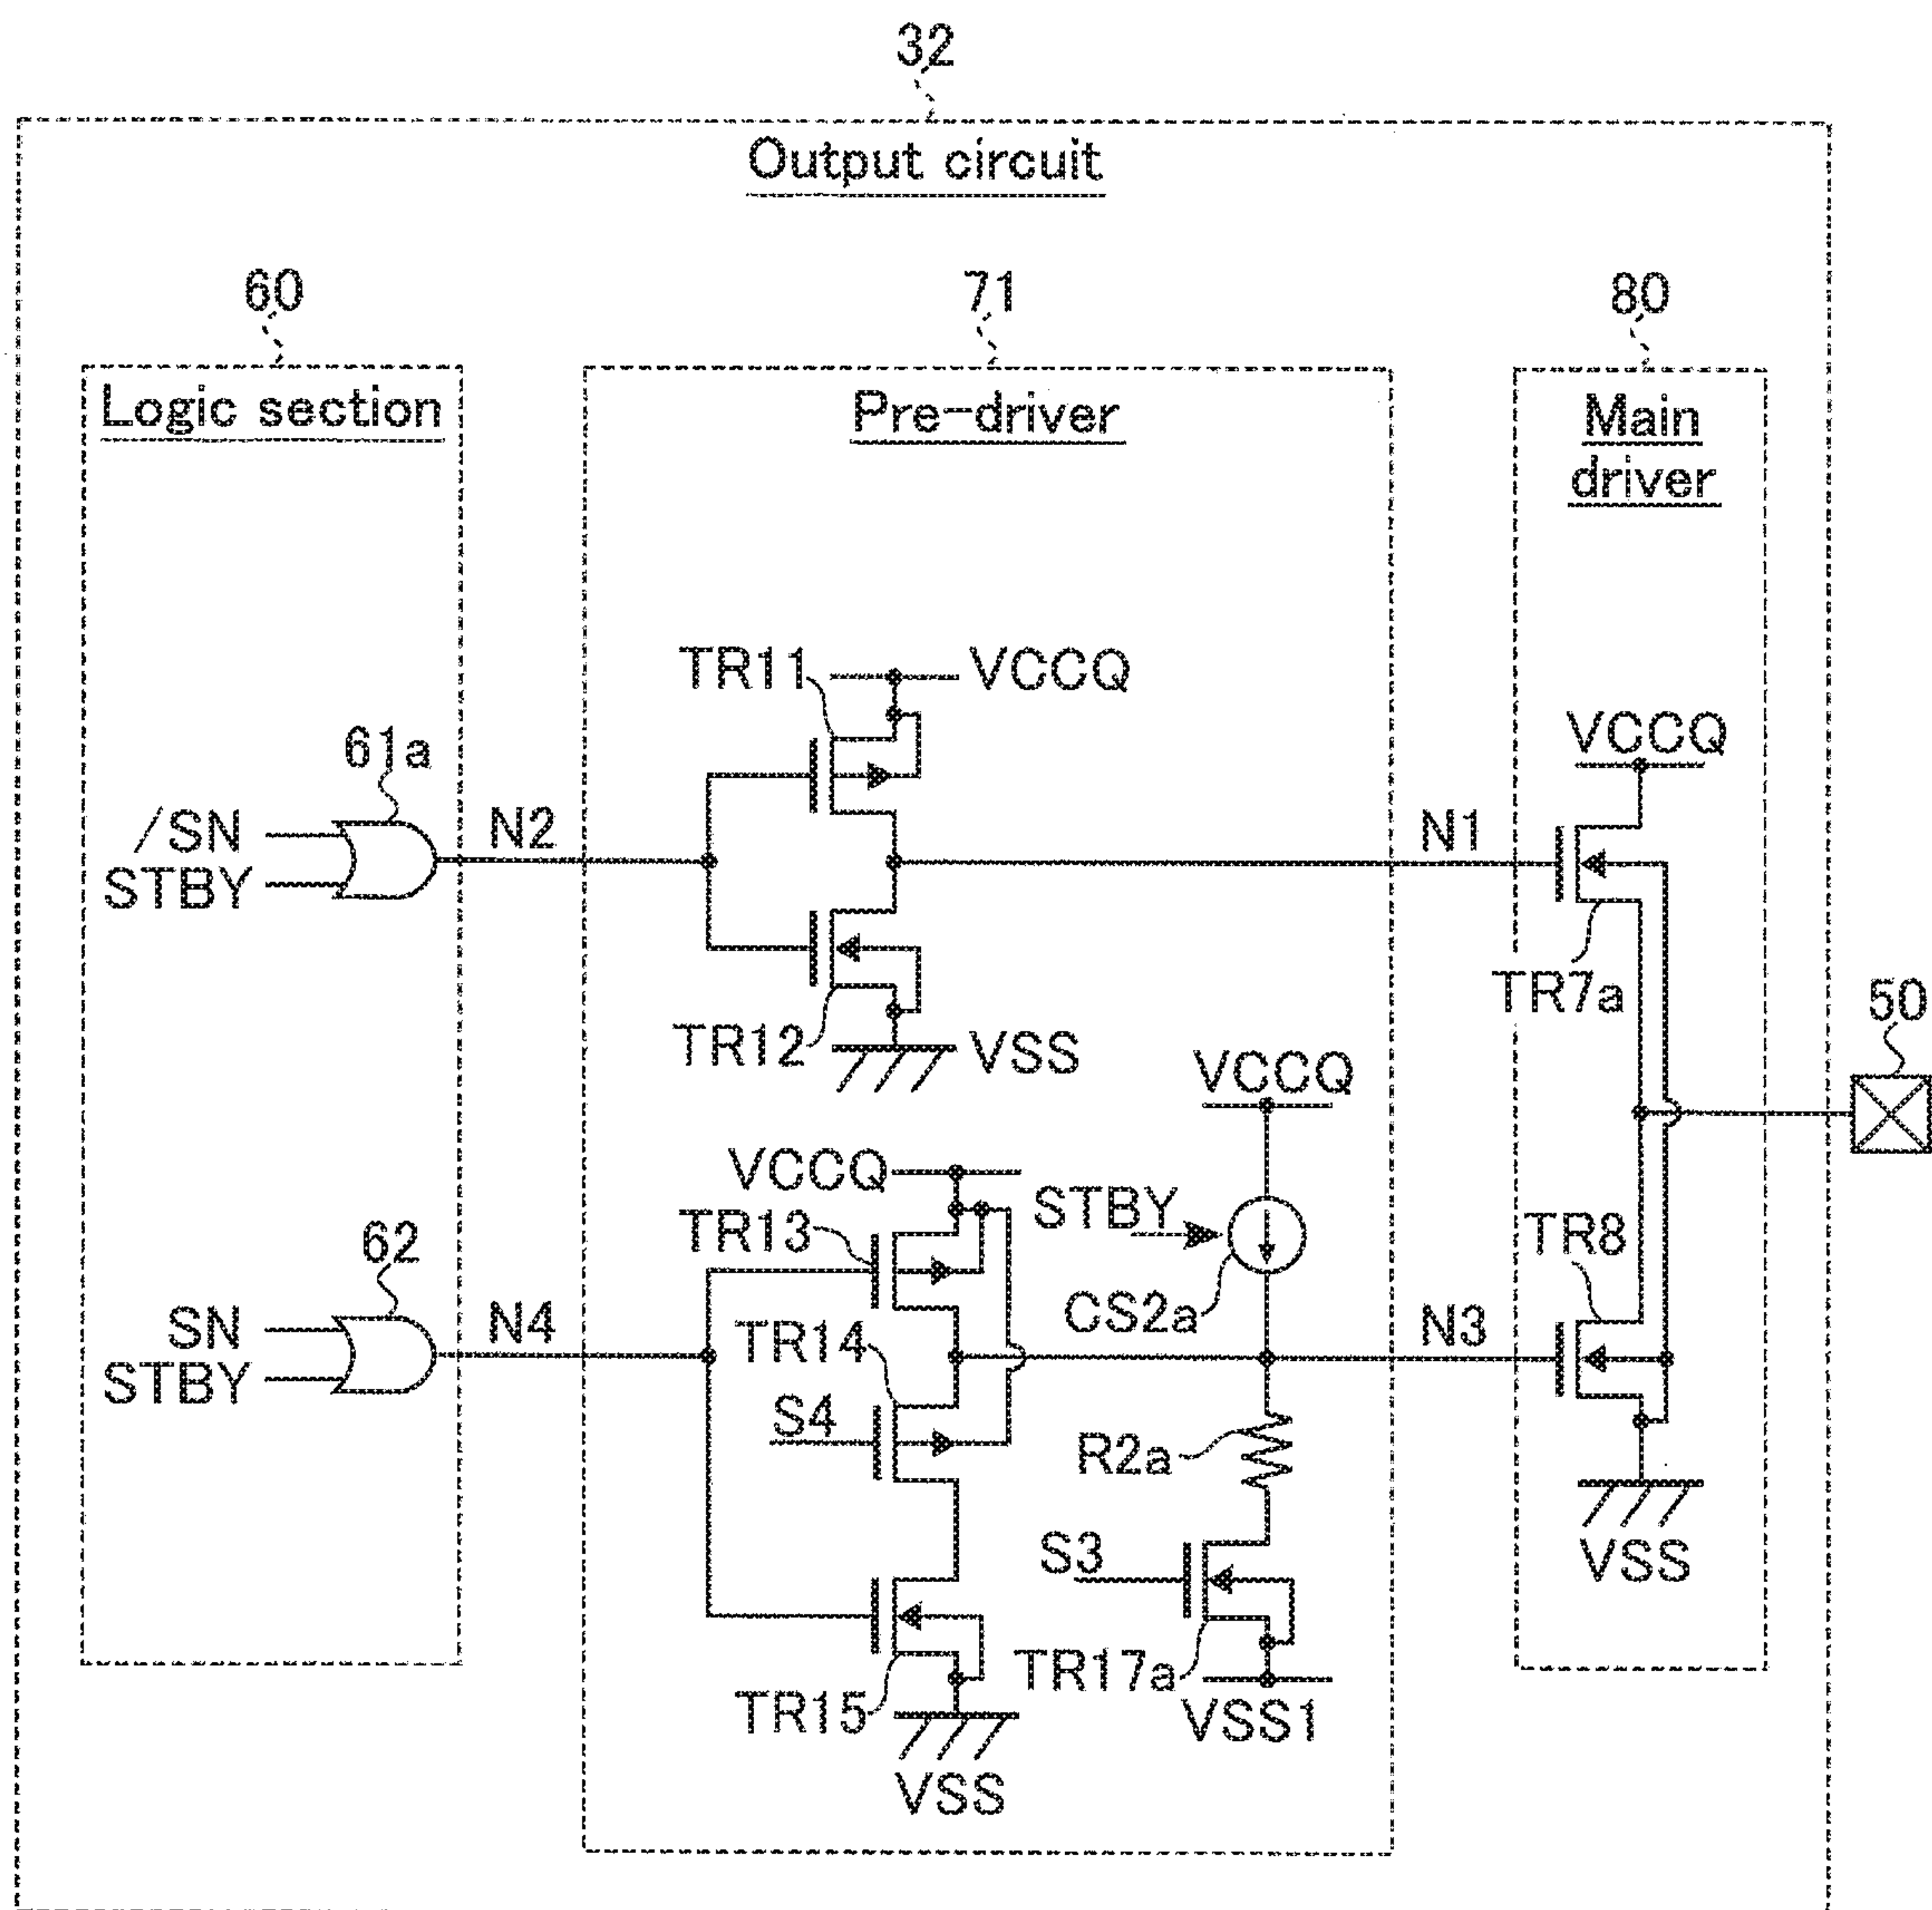 32
Output circuit
60
71
80
Logic section
Pre-driver
Main
driver
TR11
VCCQ
VCCQ
61a
/SN
STBY
N2
N1
TR7a
TR12
VSS
50
VCCQ
VCCQ
STBY
TR13
TR8
62
CS2a
SN
STBY
N4
TR14
N3
S4
R2a
S3
VSS
TR17a
TR15
VSS1
VSS